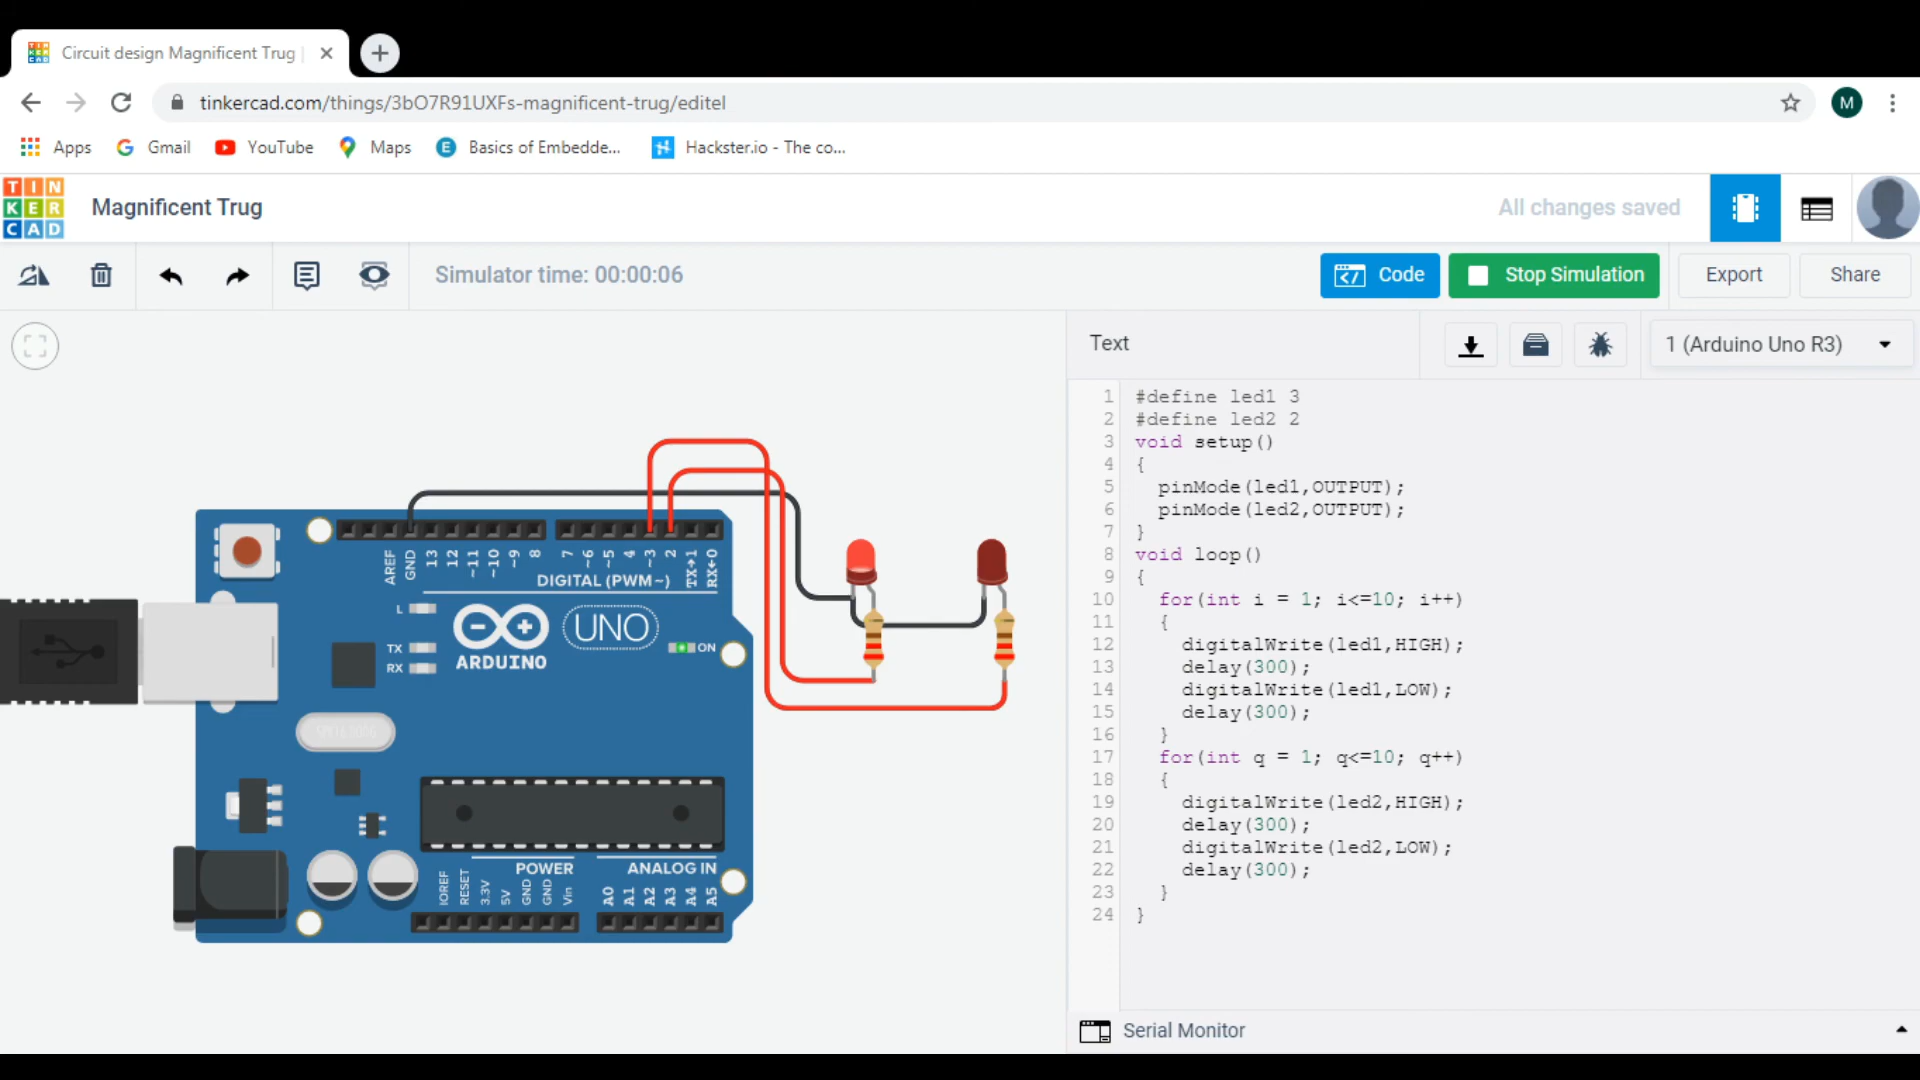 Circuit design Magnificent Trug |
tinkercad.com/things/3bO7R91UXFs-magnificent-trug/editel
M
Apps
Gmail
YouTube
Maps
Basics of Embedde...
Hackster.io - The co...
TIN
KER
CAD
Magnificent Trug
All changes saved
Simulator time: 00:00:06
Code
Stop Simulation
Export
Share
Text
1 (Arduino Uno R3)
AREF
GND
13
12
~11
~10
~9
8
7
~6
~5
4
~3
2
TX→1
RX←0
DIGITAL (PWM~)
L
TX
RX
ARDUINO
UNO
ON
POWER
ANALOG IN
IOREF
RESET
3.3V
5V
GND
GND
Vin
A0
A1
A2
A3
A4
A5
1 #define led1 3
2 #define led2 2
3 void setup()
4 {
5   pinMode(led1,OUTPUT);
6   pinMode(led2,OUTPUT);
7 }
8 void loop()
9 {
10   for(int i = 1; i<=10; i++)
11   {
12     digitalWrite(led1,HIGH);
13     delay(300);
14     digitalWrite(led1,LOW);
15     delay(300);
16   }
17   for(int q = 1; q<=10; q++)
18   {
19     digitalWrite(led2,HIGH);
20     delay(300);
21     digitalWrite(led2,LOW);
22     delay(300);
23   }
24 }
Serial Monitor